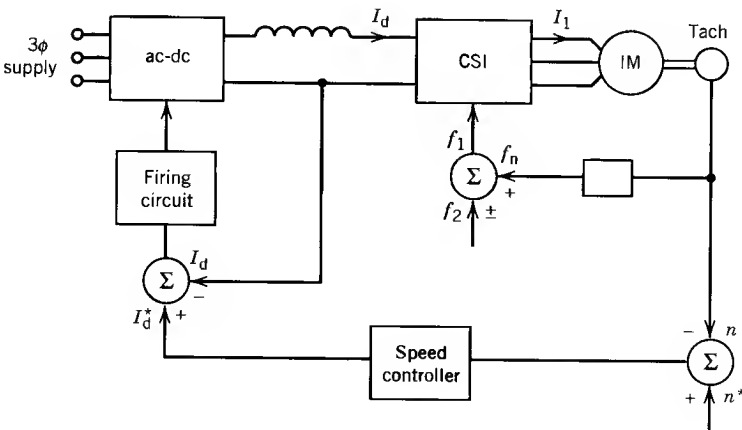 3ϕ
supply
ac-dc
I_d
CSI
I_1
IM
Tach
Firing
circuit
f_1
Σ
f_n
+
f_2
±
Σ
I_d
−
I_d^*
+
Speed
controller
−
n
Σ
+
n*